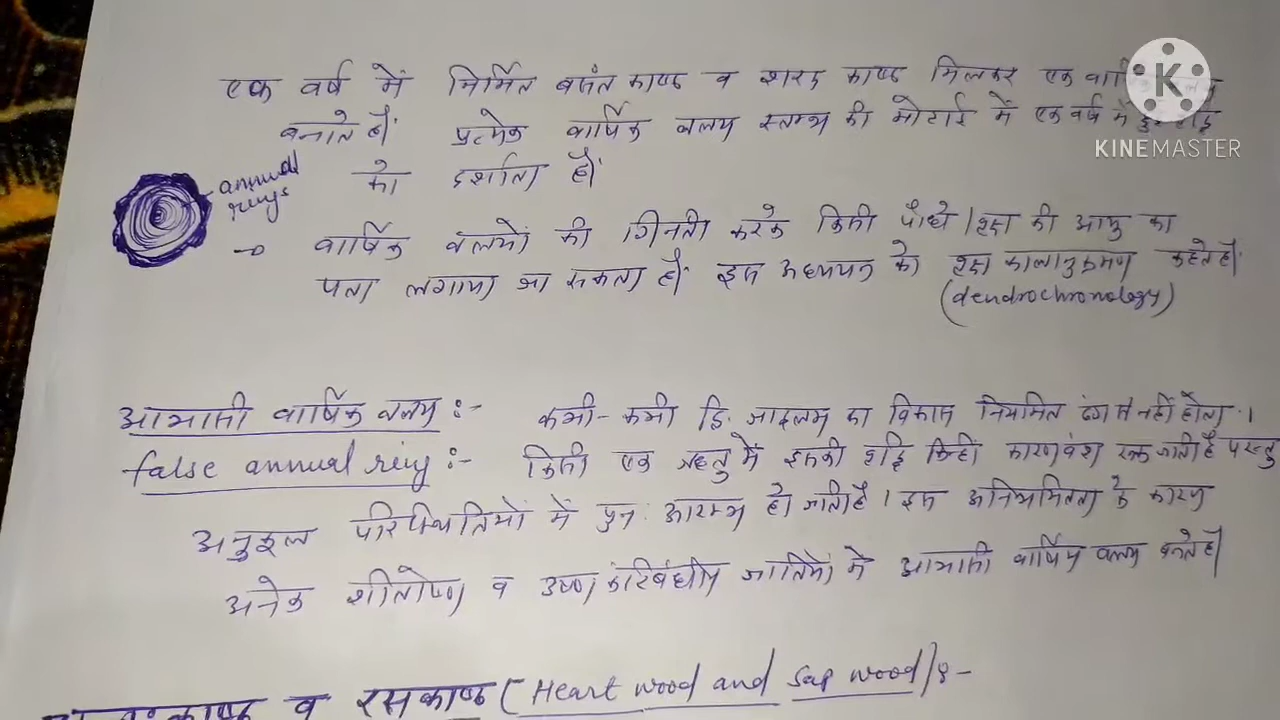 एक वर्ष में निर्मित बसंत काष्ठ व शरद काष्ठ मिलकर एक
बनाते हैं। प्रत्येक वार्षिक वलय स्तम्भ की मोटाई में एक वर्ष में हुई
को दर्शाता है।
annual
rings
→ वार्षिक वलयों की गिनती करके किसी पौधे / वृक्ष की आयु का
पता लगाया जा सकता है। इस अध्ययन को वृक्ष कालानुक्रमण कहते हैं।
(dendrochronology)
आभासी वार्षिक वलय :- कभी-कभी द्वि. जाइलम का विकास नियमित ढंग से नहीं होता।
false annual ring :- किसी एक ऋतु में इसकी वृद्धि किन्ही कारणवंश रूक जाती है परन्तु
अनुकूल परिस्थितियों में पुनः आरम्भ हो जाती है। इस अनियमितता के कारण
अनेक शीतोष्ण व उष्ण कटिबंधीय जातियों में आभासी वार्षिक वलय बनते हैं।
व रसकाष्ठ (Heart wood and Sap wood) :-
K
KINEMASTER